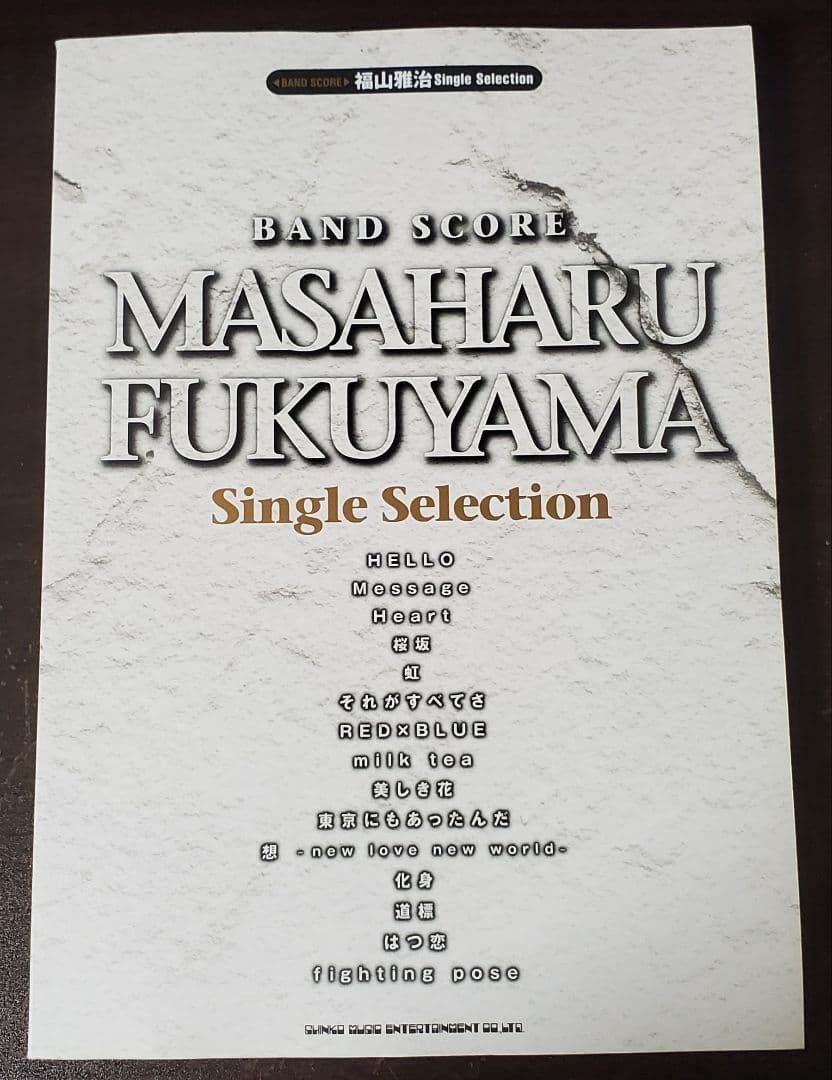 ◀BAND SCORE▶ 福山雅治 Single Selection
BAND SCORE
MASAHARU
FUKUYAMA
Single Selection
HELLO
Message
Heart
桜坂
虹
それがすべてさ
RED×BLUE
milk tea
美しき花
東京にもあったんだ
想 -new love new world-
化身
道標
はつ恋
fighting pose
SHINKO MUSIC ENTERTAINMENT CO.,LTD.